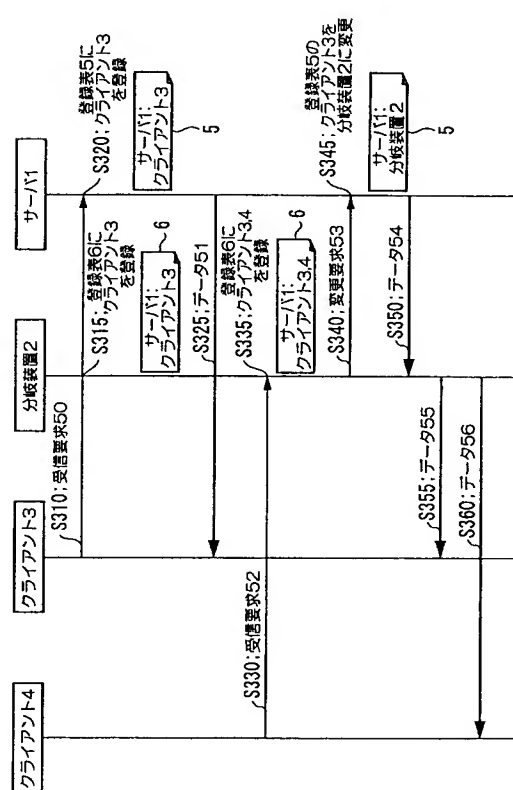 クライアント4
クライアント3
分岐装置2
サーバ1
S310;受信要求50
S315;登録表6に
クライアント3
を登録
S320;クライアント3
登録表5に
を登録
サーバ1:
クライアント3
6
サーバ1:
クライアント3
5
S325;データ51
S330;受信要求52
S335;クライアント3,4
登録表6に
を登録
サーバ1:
クライアント3,4
6
S340;変更要求53
S345;クライアント3を
登録表5の
分岐装置2に変更
サーバ1:
分岐装置2
5
S350;データ54
S355;データ55
S360;データ56